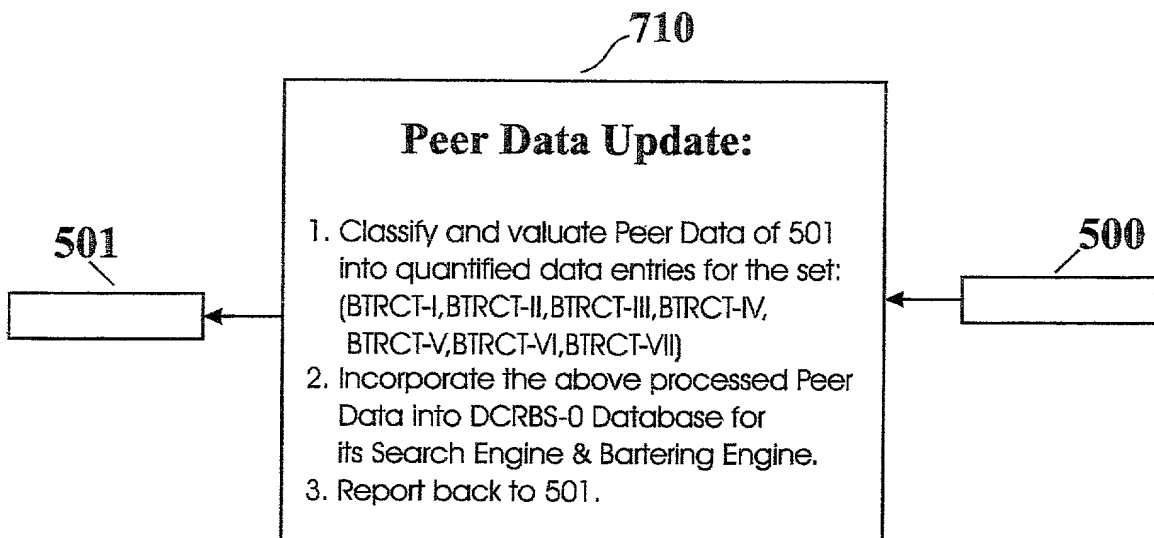 710
Peer Data Update:
501
500
1. Classify and valuate Peer Data of 501
into quantified data entries for the set:
(BTRCT-I,BTRCT-II,BTRCT-III,BTRCT-IV,
BTRCT-V,BTRCT-VI,BTRCT-VII)
2. Incorporate the above processed Peer
Data into DCRBS-0 Database for
its Search Engine & Bartering Engine.
3. Report back to 501.